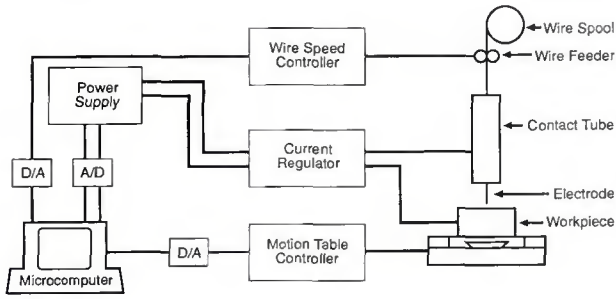 Wire Spool
Wire Speed
Controller
Wire Feeder
Power
Supply
Contact Tube
Current
Regulator
D/A
A/D
Electrode
Workpiece
D/A
Motion Table
Controller
Microcomputer